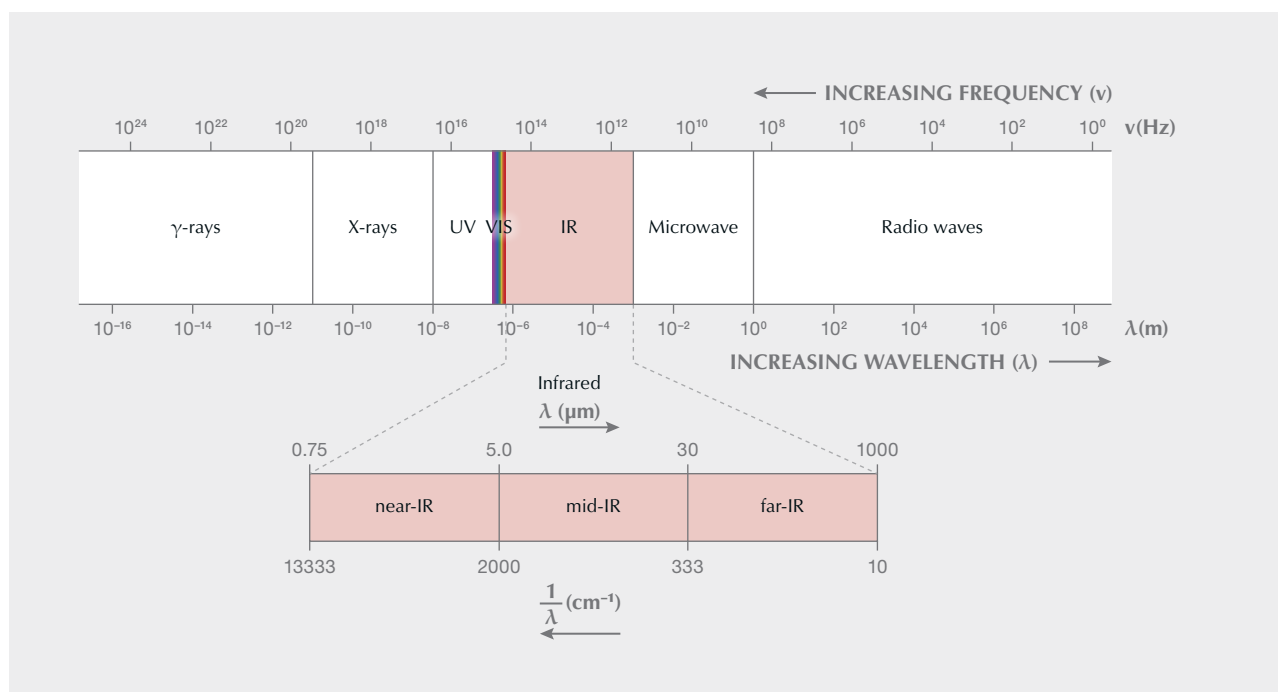 INCREASING FREQUENCY (ν)
10²⁴ 10²² 10²⁰ 10¹⁸ 10¹⁶ 10¹⁴ 10¹² 10¹⁰ 10⁸ 10⁶ 10⁴ 10² 10⁰ ν(Hz)
γ-rays X-rays UV VIS IR Microwave Radio waves
10⁻¹⁶ 10⁻¹⁴ 10⁻¹² 10⁻¹⁰ 10⁻⁸ 10⁻⁶ 10⁻⁴ 10⁻² 10⁰ 10² 10⁴ 10⁶ 10⁸ λ(m)
INCREASING WAVELENGTH (λ)
Infrared
λ (µm)
0.75 5.0 30 1000
near-IR mid-IR far-IR
13333 2000 333 10
1
λ (cm⁻¹)